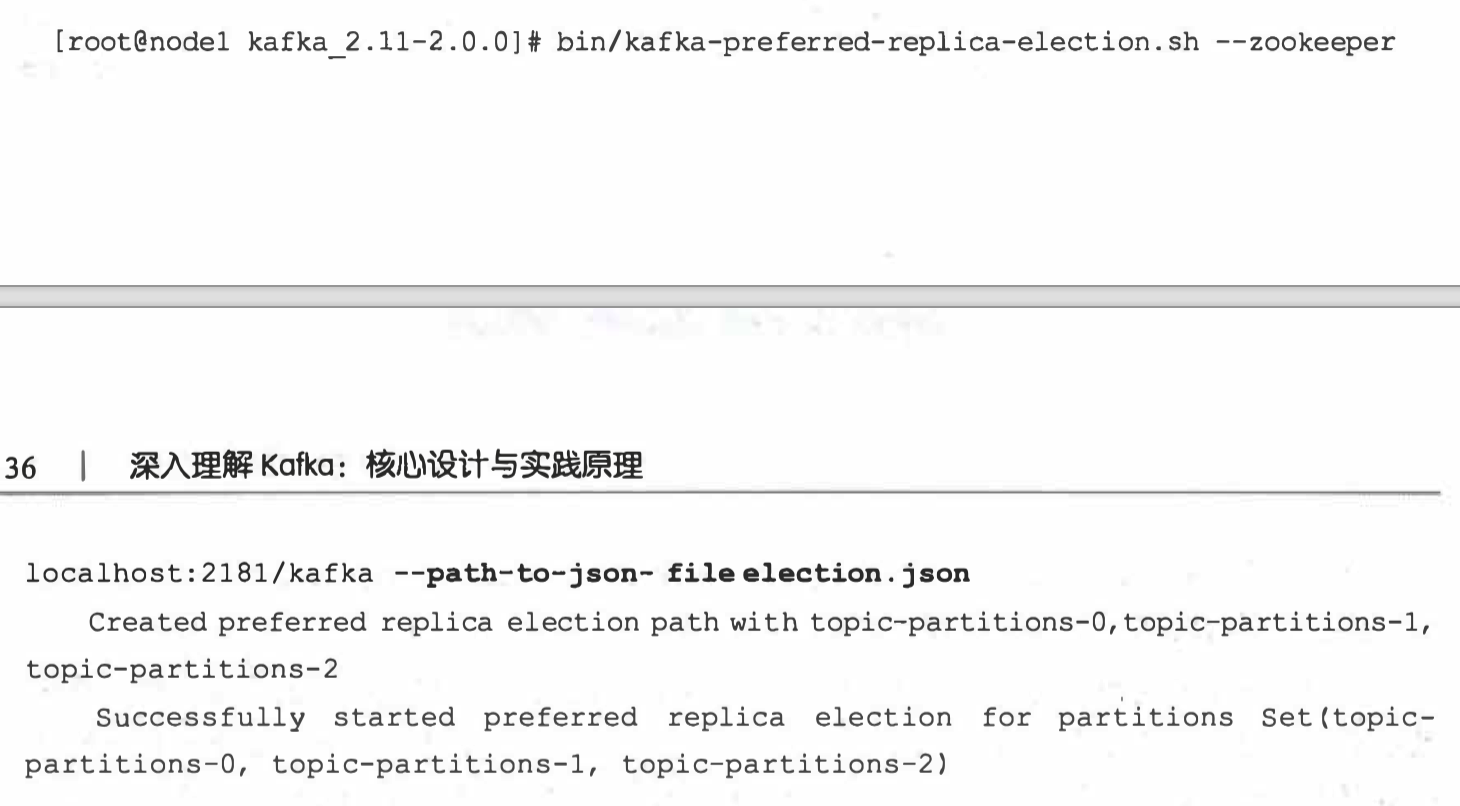 [root@node1 kafka_2.11-2.0.0]# bin/kafka-preferred-replica-election.sh --zookeeper
36 | 深入理解 Kafka：核心设计与实践原理
localhost:2181/kafka --path-to-json- file election.json
Created preferred replica election path with topic-partitions-0,topic-partitions-1,
topic-partitions-2
Successfully started preferred replica election for partitions Set(topic-
partitions-0, topic-partitions-1, topic-partitions-2)